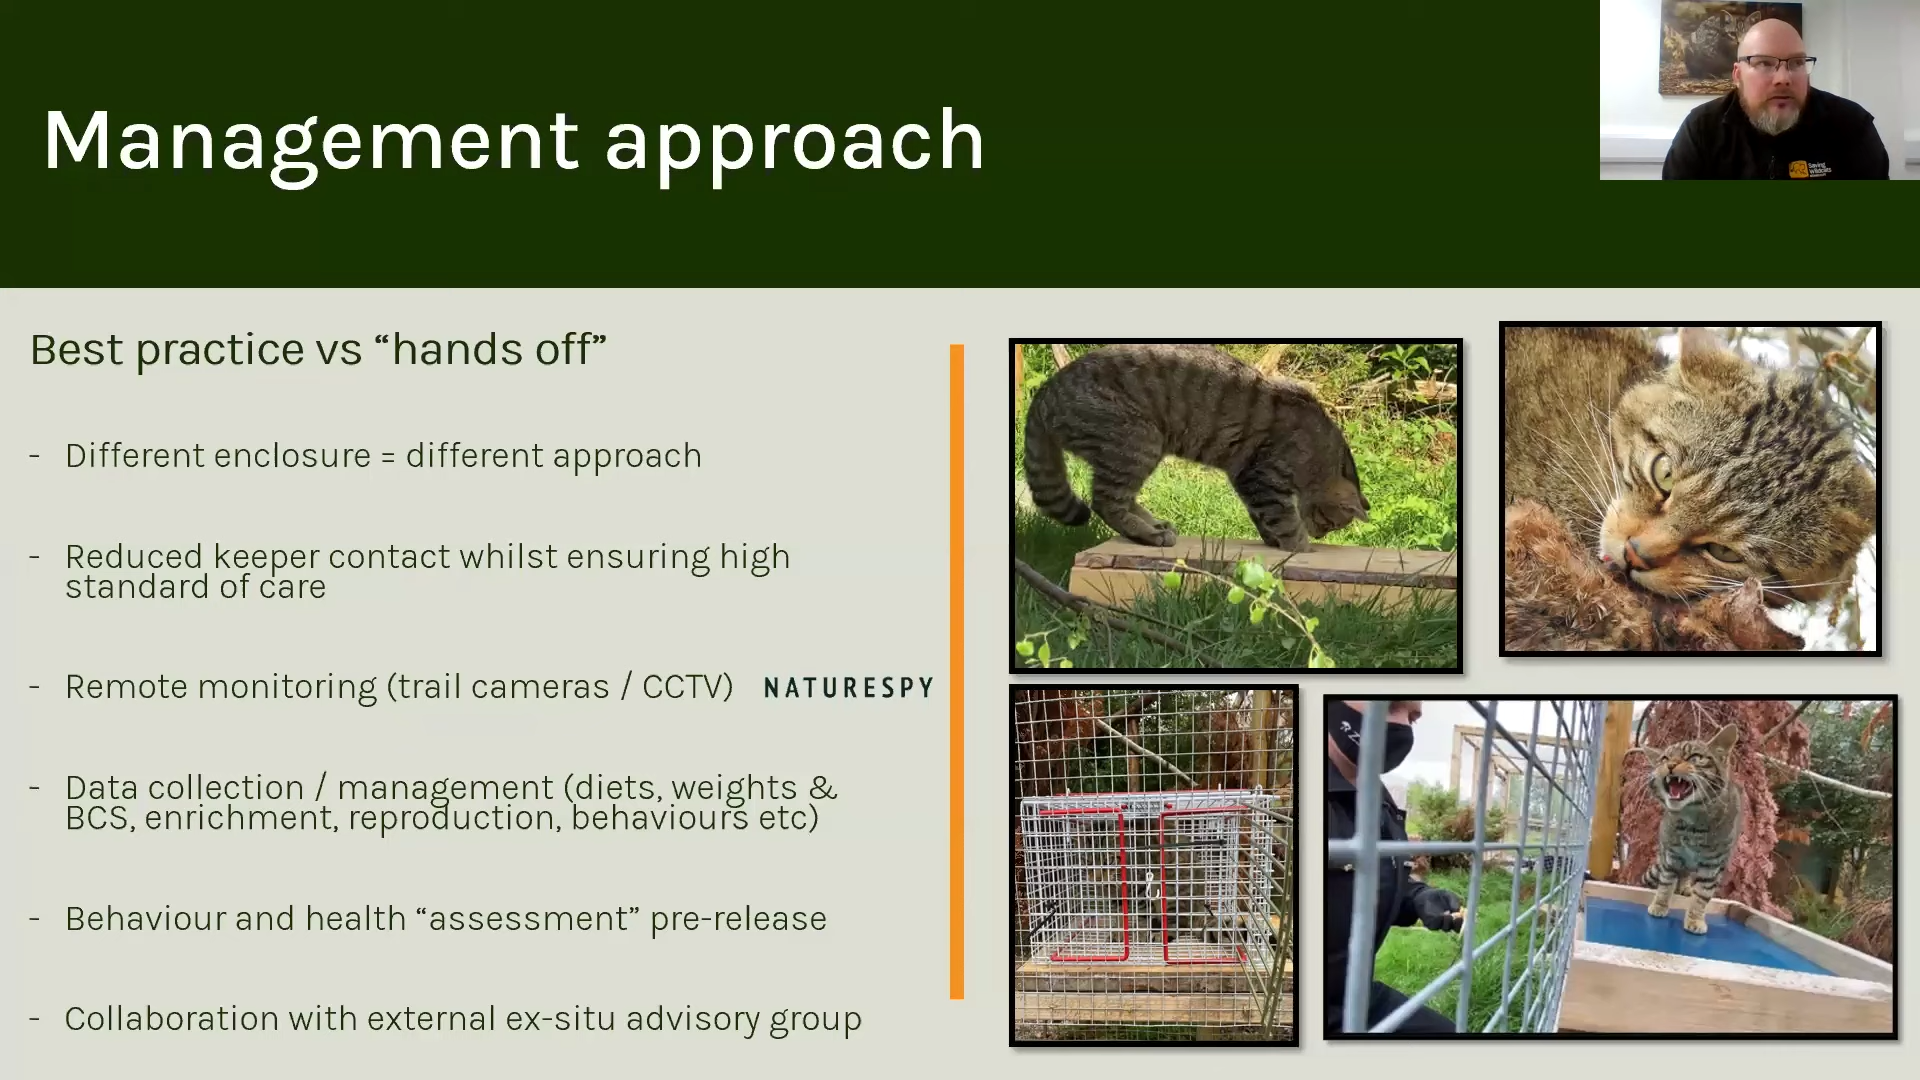 Management approach
Saving
Wildcats
Best practice vs “hands off”
- Different enclosure = different approach
- Reduced keeper contact whilst ensuring high
standard of care
- Remote monitoring (trail cameras / CCTV) NATURESPY
- Data collection / management (diets, weights &
BCS, enrichment, reproduction, behaviours etc)
- Behaviour and health “assessment” pre-release
- Collaboration with external ex-situ advisory group